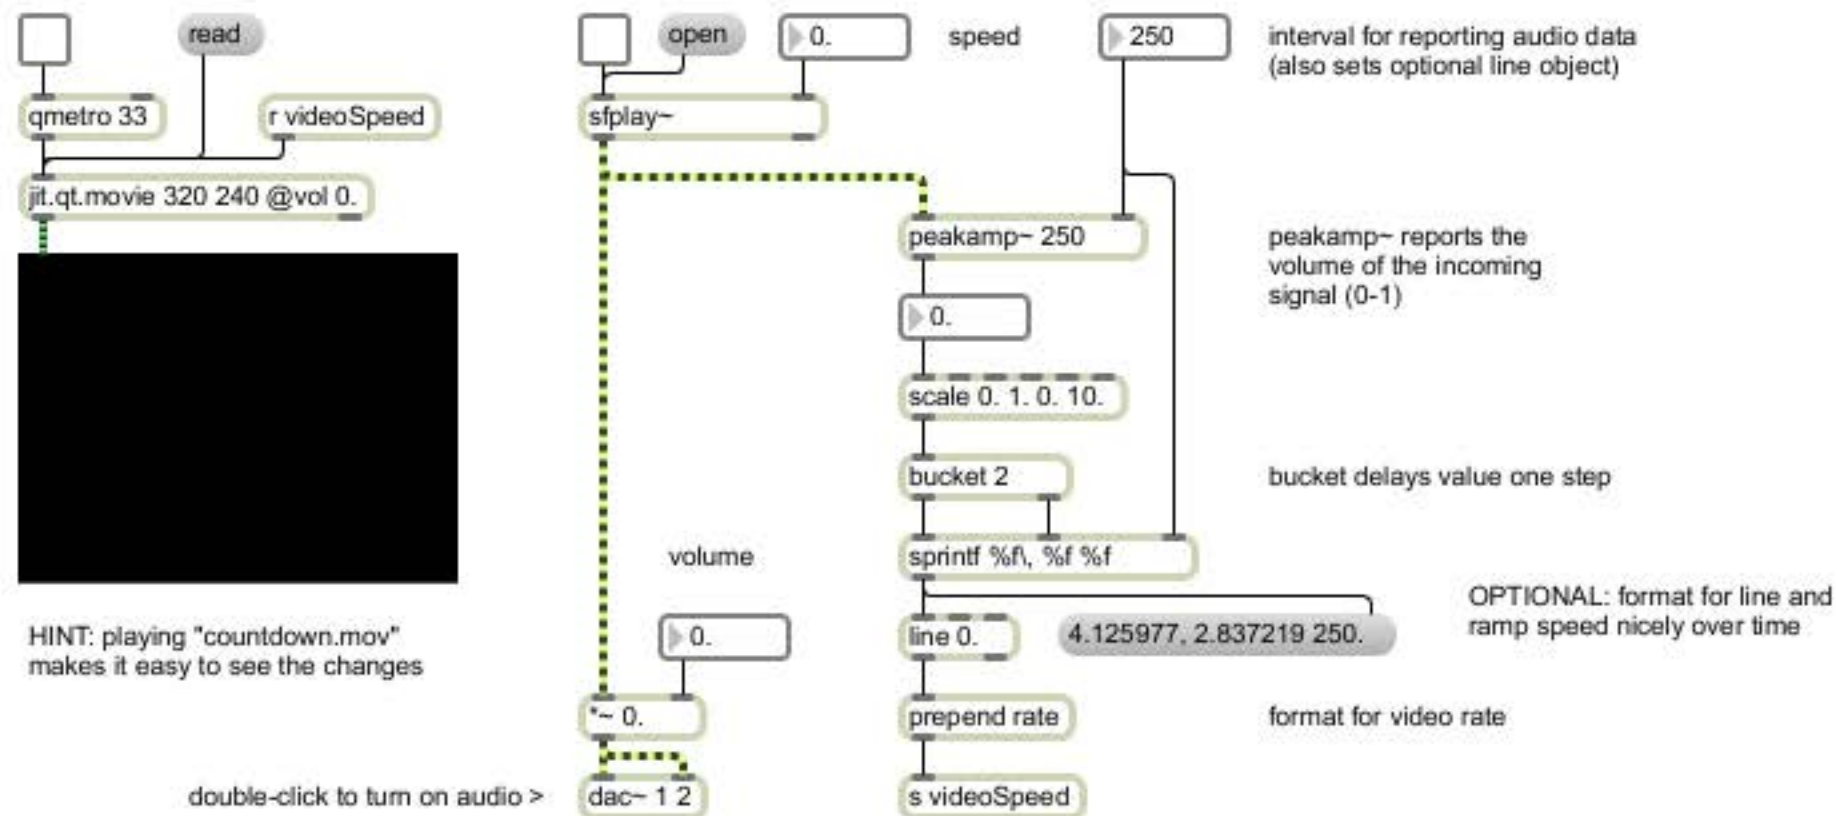 read
qmetro 33
r videoSpeed
jit.qt.movie 320 240 @vol 0.
HINT: playing "countdown.mov"
makes it easy to see the changes
open
0.
speed
sfplay~
volume
0.
*~ 0.
double-click to turn on audio >
dac~ 1 2
250
interval for reporting audio data
(also sets optional line object)
peakamp~ 250
peakamp~ reports the
volume of the incoming
signal (0-1)
0.
scale 0. 1. 0. 10.
bucket 2
bucket delays value one step
sprintf %f\, %f %f
line 0.
4.125977, 2.837219 250.
OPTIONAL: format for line and
ramp speed nicely over time
prepend rate
format for video rate
s videoSpeed